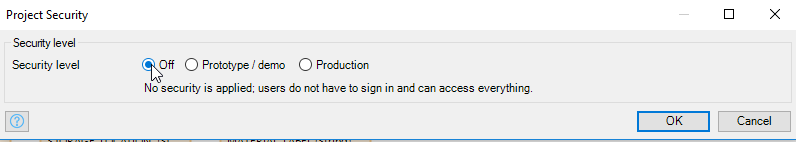 Project Security
Security level
Security level Off Prototype / demo Production
No security is applied; users do not have to sign in and can access everything.
OK Cancel